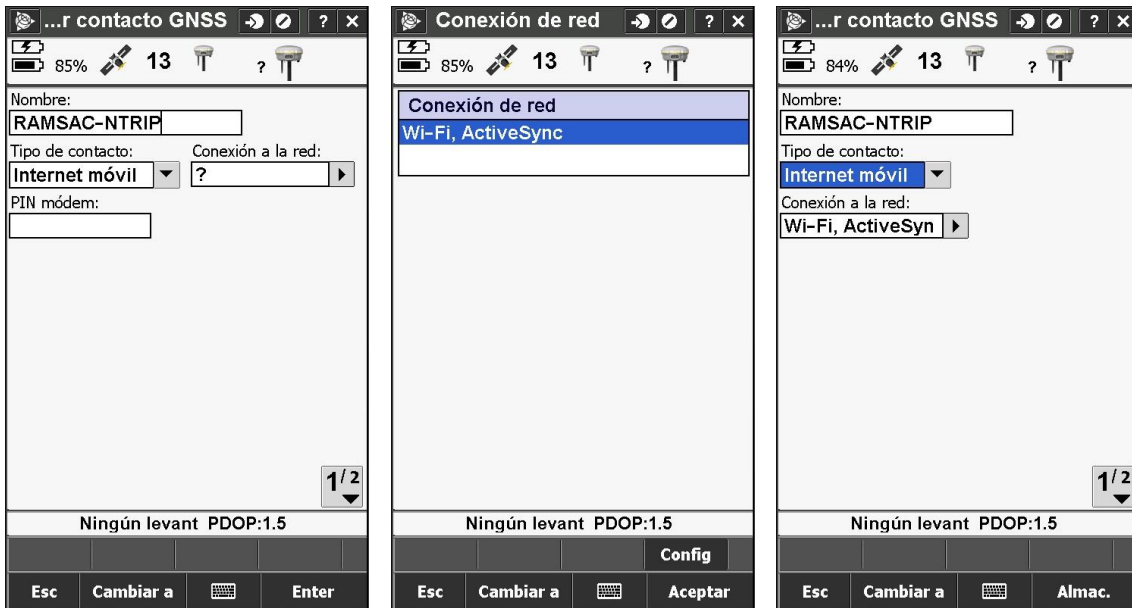 ...r contacto GNSS ? ×
85% 13 ?
Nombre:
RAMSAC-NTRIP
Tipo de contacto: Conexión a la red:
Internet móvil ?
PIN módem:
1/2
Ningún levant PDOP:1.5
Esc Cambiar a Enter
Conexión de red ? ×
85% 13 ?
Conexión de red
Wi-Fi, ActiveSync
Ningún levant PDOP:1.5
Config
Esc Cambiar a Aceptar
...r contacto GNSS ? ×
84% 13 ?
Nombre:
RAMSAC-NTRIP
Tipo de contacto:
Internet móvil
Conexión a la red:
Wi-Fi, ActiveSyn
1/2
Ningún levant PDOP:1.5
Esc Cambiar a Almac.